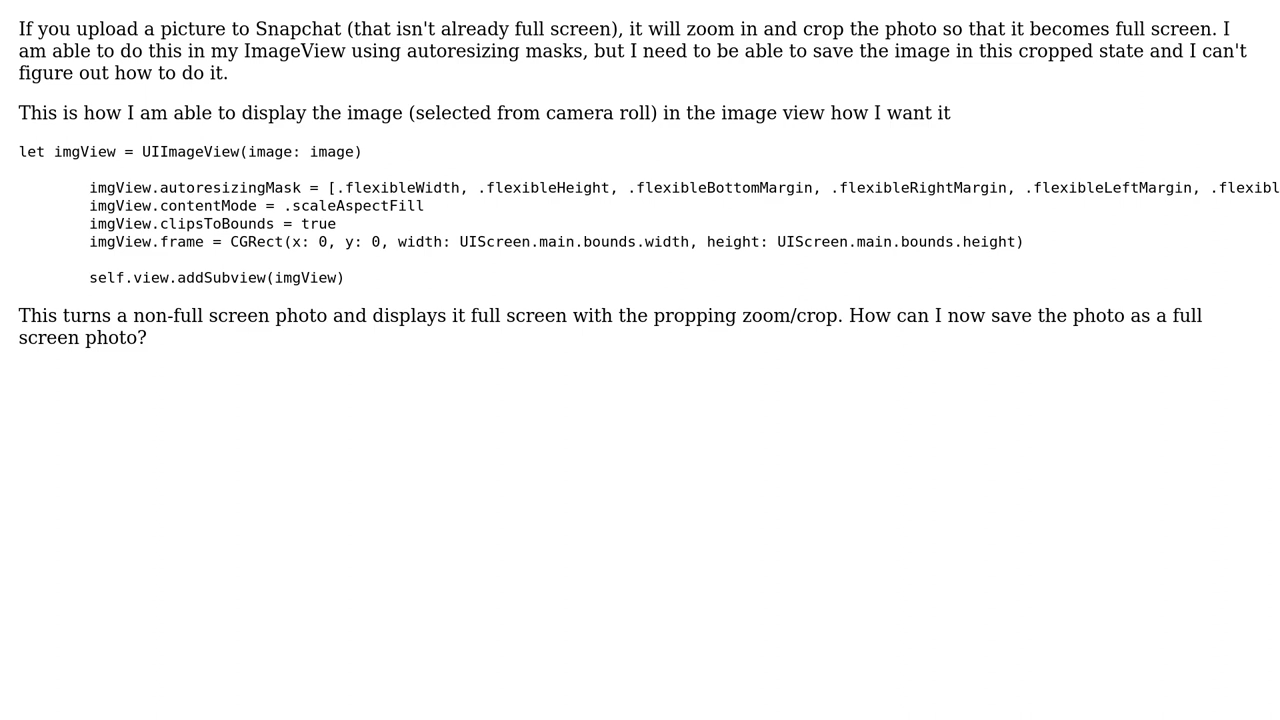 If you upload a picture to Snapchat (that isn't already full screen), it will zoom in and crop the photo so that it becomes full screen. I
am able to do this in my ImageView using autoresizing masks, but I need to be able to save the image in this cropped state and I can't
figure out how to do it.
This is how I am able to display the image (selected from camera roll) in the image view how I want it
let imgView = UIImageView(image: image)
imgView.autoresizingMask = [.flexibleWidth, .flexibleHeight, .flexibleBottomMargin, .flexibleRightMargin, .flexibleLeftMargin, .flexibl
imgView.contentMode = .scaleAspectFill
imgView.clipsToBounds = true
imgView.frame = CGRect(x: 0, y: 0, width: UIScreen.main.bounds.width, height: UIScreen.main.bounds.height)
self.view.addSubview(imgView)
This turns a non-full screen photo and displays it full screen with the propping zoom/crop. How can I now save the photo as a full
screen photo?